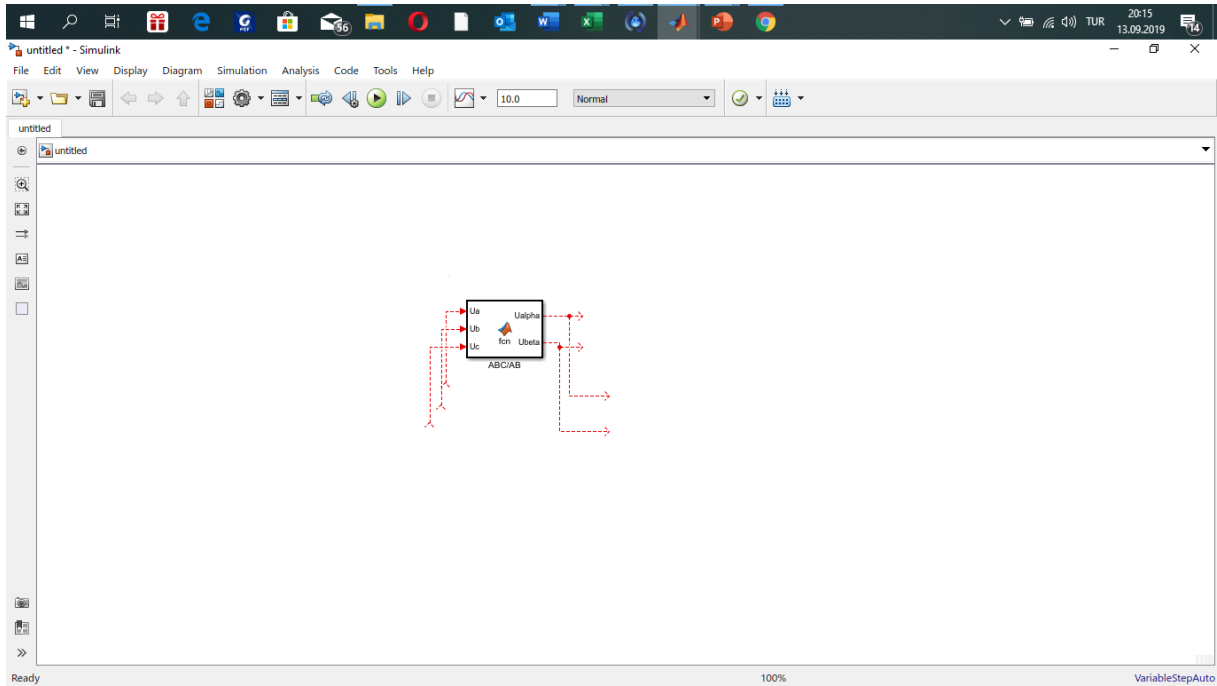 56
W
X
P
TUR
20:15
13.09.2019
14
untitled * - Simulink
File Edit View Display Diagram Simulation Analysis Code Tools Help
10.0
Normal
untitled
untitled
Ua
Ualpha
Ub
fcn
Ubeta
Uc
ABC/AB
Ready
100%
VariableStepAuto